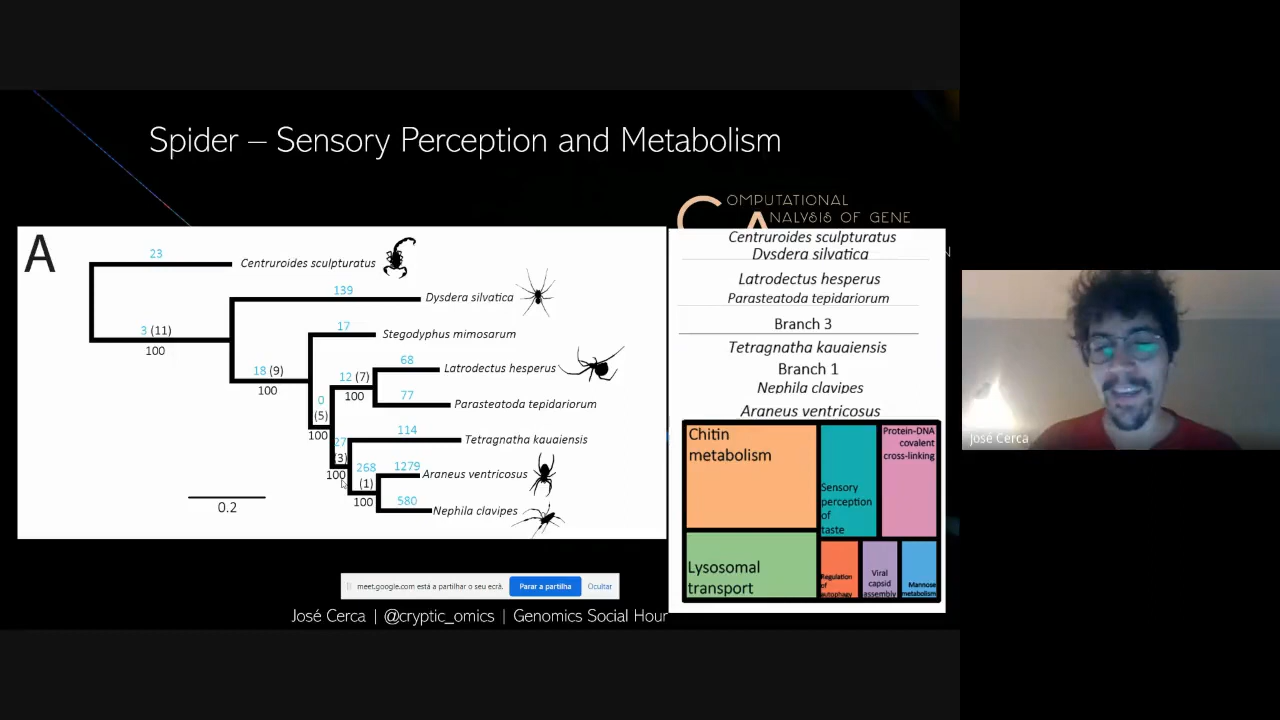 Spider – Sensory Perception and Metabolism
OMPUTATIONAL
NALYSIS OF GENE
A
23
Centruroides sculpturatus
139
Dysdera silvatica
3 (11)
100
17
Stegodyphus mimosarum
18 (9)
100
68
Latrodectus hesperus
12 (7)
100
77
Parasteatoda tepidariorum
0
(5)
100
114
Tetragnatha kauaiensis
27
(3)
100
268
(1)
100
1279
Araneus ventricosus
580
Nephila clavipes
0.2
Centruroides sculpturatus
Dysdera silvatica
Latrodectus hesperus
Parasteatoda tepidariorum
Branch 3
Tetragnatha kauaiensis
Branch 1
Nephila clavipes
Araneus ventricosus
Chitin
metabolism
Sensory
perception
of
taste
Protein-DNA
covalent
cross-linking
Lysosomal
transport
Regulation
of
autophagy
Viral
capsid
assembly
Mannose
metabolism
meet.google.com está a partilhar o seu ecrã.
Parar a partilha
Ocultar
José Cerca | @cryptic_omics | Genomics Social Hour
José Cerca